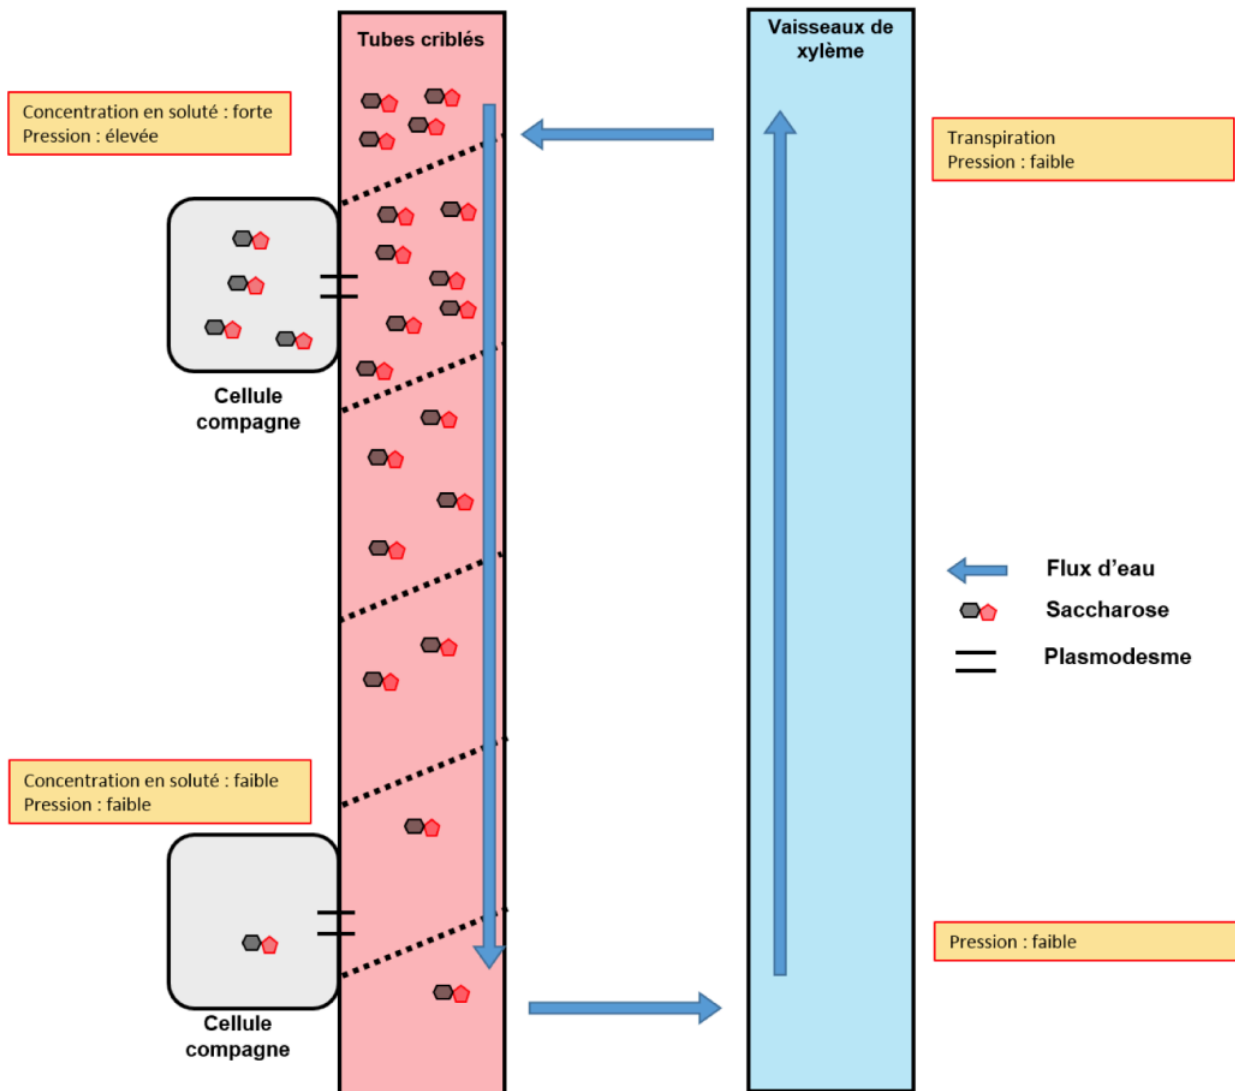 Tubes criblés
Vaisseaux de
xylème
Concentration en soluté : forte
Pression : élevée
Transpiration
Pression : faible
Cellule
compagne
Flux d'eau
Saccharose
Plasmodesme
Concentration en soluté : faible
Pression : faible
Pression : faible
Cellule
compagne